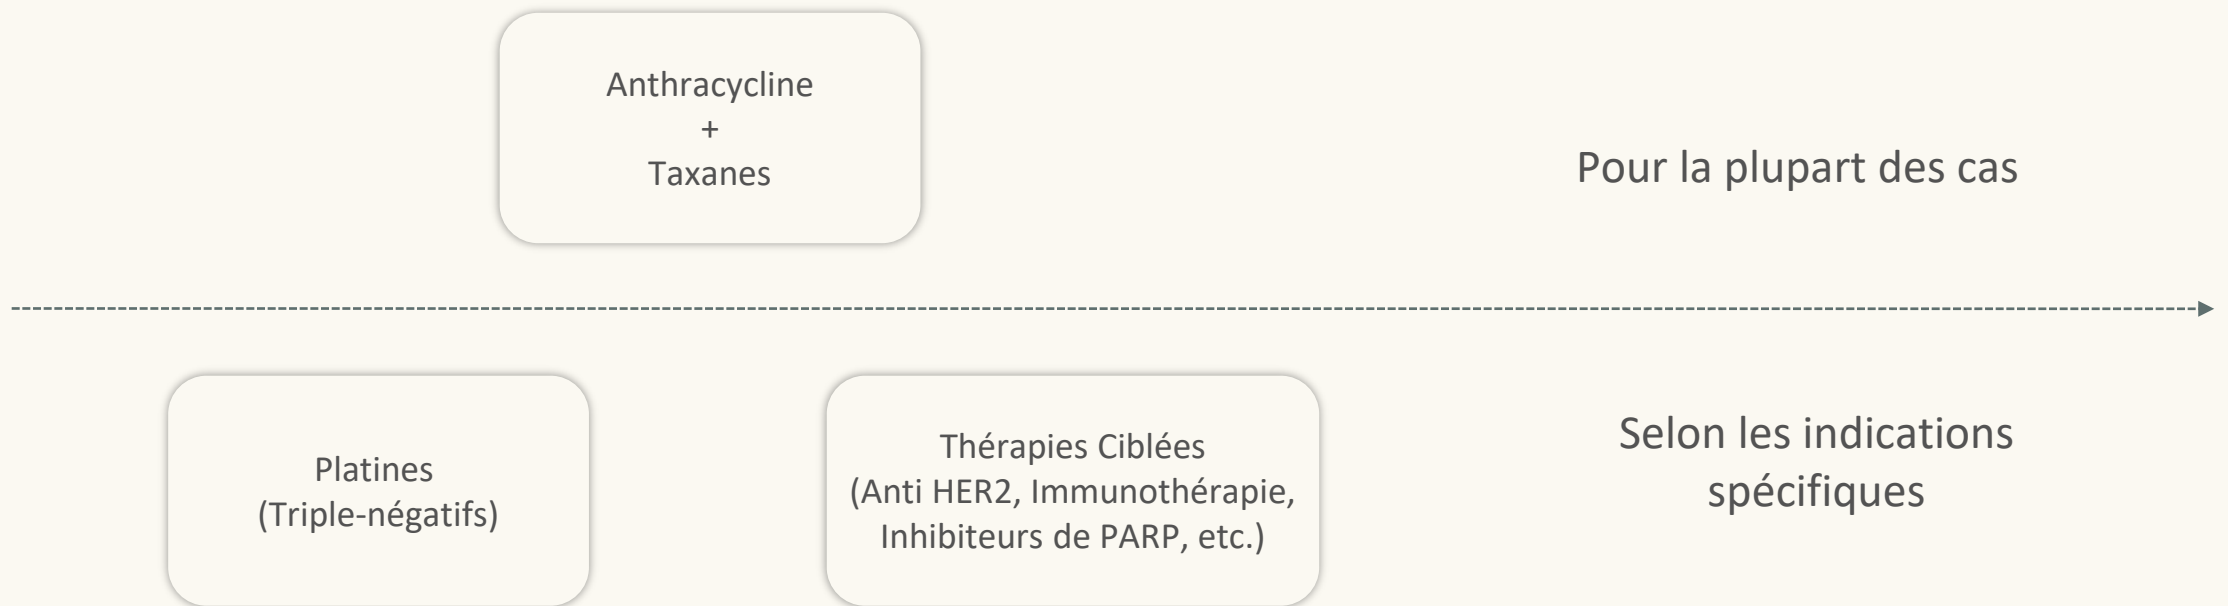 Anthracycline
+
Taxanes
Pour la plupart des cas
Platines
(Triple-négatifs)
Thérapies Ciblées
(Anti HER2, Immunothérapie,
Inhibiteurs de PARP, etc.)
Selon les indications
spécifiques